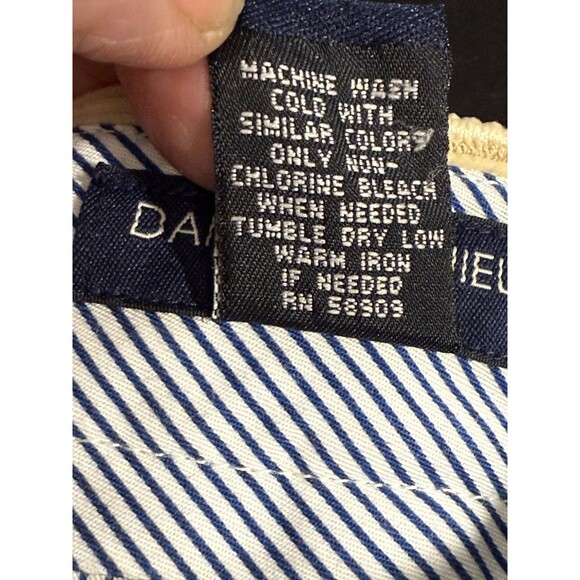 MACHINE WASH
COLD WITH
SIMILAR COLORS
ONLY NON-
CHLORINE BLEACH
WHEN NEEDED
TUMBLE DRY LOW
WARM IRON
IF NEEDED
RN 58909